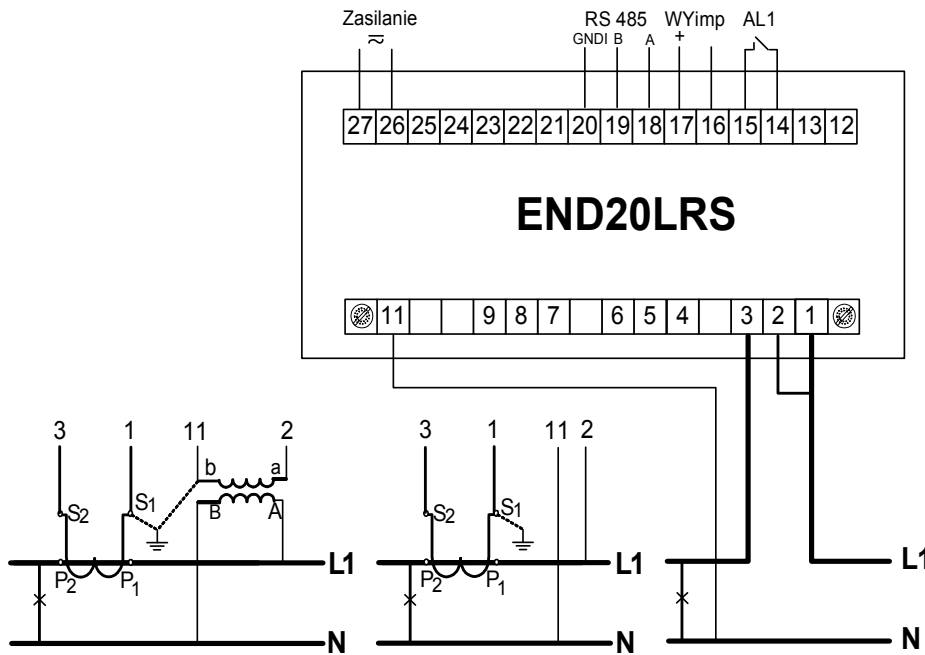 Zasilanie RS 485 WYimp AL1
GNDI B A +
27 26 25 24 23 22 21 20 19 18 17 16 15 14 13 12
END20LRS
11 9 8 7 6 5 4 3 2 1
3 1 11 2 3 1 11 2
b a
S2 S1 B A S2 S1
P2 P1 L1 P2 P1 L1 L1
N N N